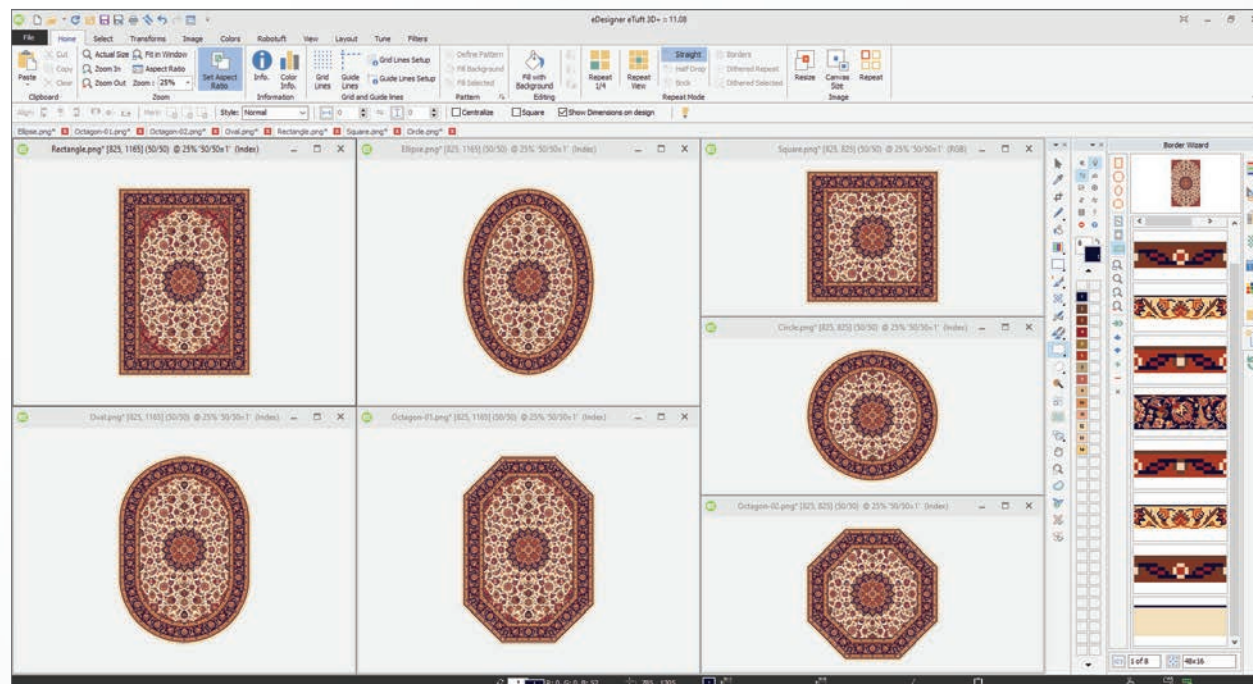 eDesigner eTuft 3D+ :: 11.08
File Home Select Transforms Image Colors Robotuft View Layout Tune Filters
Paste
Cut
Copy
Clear
Clipboard
Actual Size Fit in Window
Zoom In Aspect Ratio
Zoom Out Zoom : 25%
Set Aspect Ratio
Zoom
Info.
Color Info.
Information
Grid Lines
Guide Lines
Grid Lines Setup
Guide Lines Setup
Grid and Guide lines
Define Pattern
Fill Background
Fill Selected
Pattern
Fill with Background
Editing
Repeat 1/4
Repeat View
Straight
Half Drop
Brick
Borders
Dithered Repeat
Dithered Selected
Repeat Mode
Resize
Canvas Size
Repeat
Image
Align: Style: Normal 0 0 Centralize Square Show Dimensions on design
Ellipse.png* Octagon-01.png* Octagon-02.png* Oval.png* Rectangle.png* Square.png* Circle.png*
Rectangle.png* [825, 1165] (50/50) @ 25% '50/50x1' (Index)
Ellipse.png* [825, 1165] (50/50) @ 25% '50/50x1' (Index)
Square.png* [825, 825] (50/50) @ 25% '50/50x1' (RGB)
Border Wizard
Circle.png* [825, 825] (50/50) @ 25% '50/50x1' (Index)
Oval.png* [825, 1165] (50/50) @ 25% '50/50x1' (Index)
Octagon-01.png* [825, 1165] (50/50) @ 25% '50/50x1' (Index)
Octagon-02.png* [825, 825] (50/50) @ 25% '50/50x1' (Index)
1 of 8 48x16